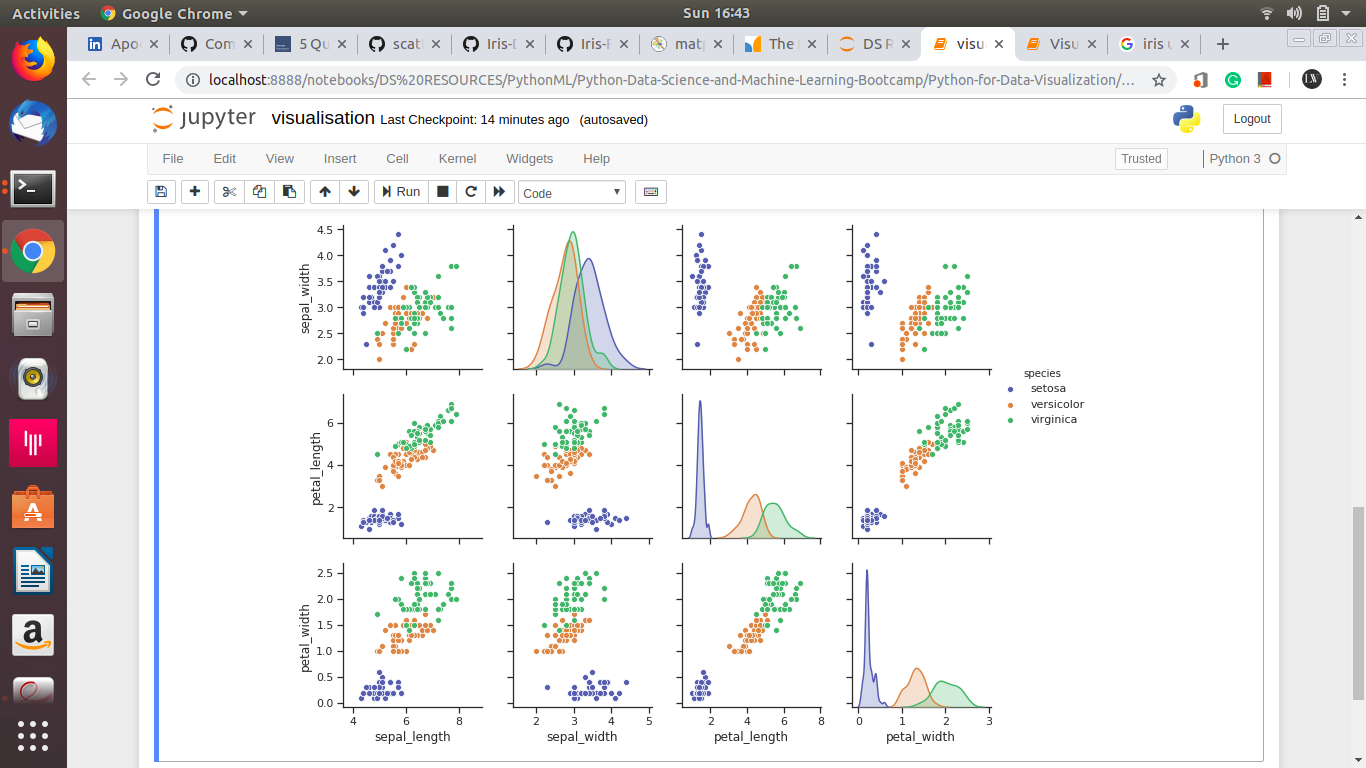 Activities Google Chrome Sun 16:43
Apo Com 5 Qu scat Iris-D Iris-F matp The DS R visu Visu iris u
localhost:8888/notebooks/DS%20RESOURCES/PythonML/Python-Data-Science-and-Machine-Learning-Bootcamp/Python-for-Data-Visualization/…
jupyter visualisation Last Checkpoint: 14 minutes ago (autosaved) Logout
File Edit View Insert Cell Kernel Widgets Help Trusted Python 3
Run Code
4.5
4.0
3.5
3.0
2.5
2.0
sepal_width
species
setosa
versicolor
virginica
6
4
2
petal_length
2.5
2.0
1.5
1.0
0.5
0.0
petal_width
4 6 8 2 3 4 5 2 4 6 8 0 1 2 3
sepal_length sepal_width petal_length petal_width